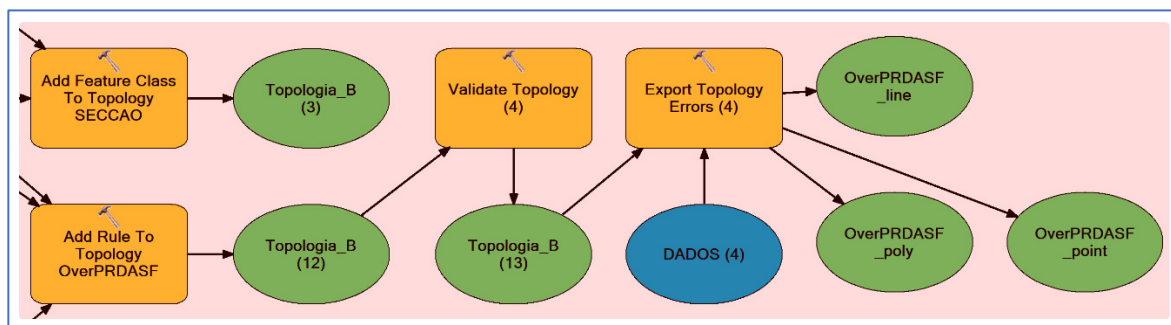 Add Feature Class
To Topology
SECCAO
Topologia_B
(3)
Validate Topology
(4)
Export Topology
Errors (4)
OverPRDASF
_line
Add Rule To
Topology
OverPRDASF
Topologia_B
(12)
Topologia_B
(13)
DADOS (4)
OverPRDASF
_poly
OverPRDASF
_point